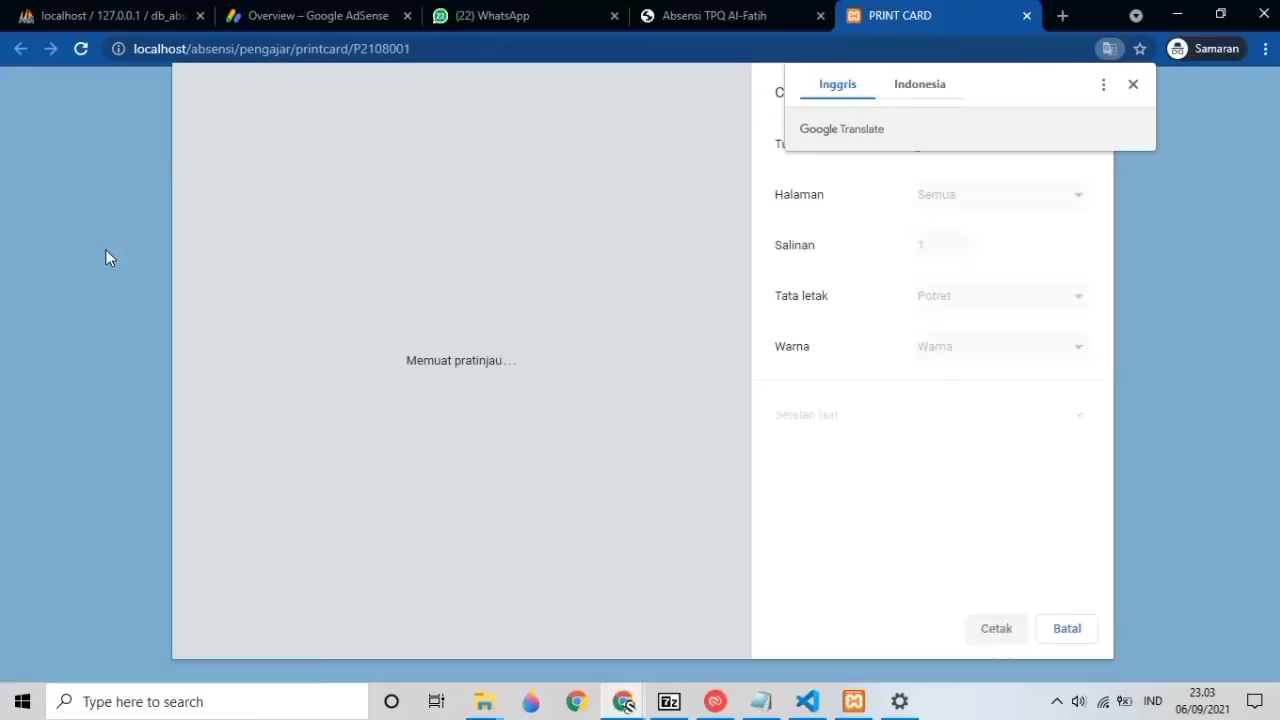 localhost / 127.0.0.1 / db_abs
Overview – Google AdSense
(22) WhatsApp
Absensi TPQ Al-Fatih
PRINT CARD
localhost/absensi/pengajar/printcard/P2108001
Samaran
Inggris
Indonesia
Google Translate
Halaman
Semua
Salinan
1
Tata letak
Potret
Memuat pratinjau...
Warna
Warna
Setelan lain
Cetak
Batal
Type here to search
IND
23.03
06/09/2021